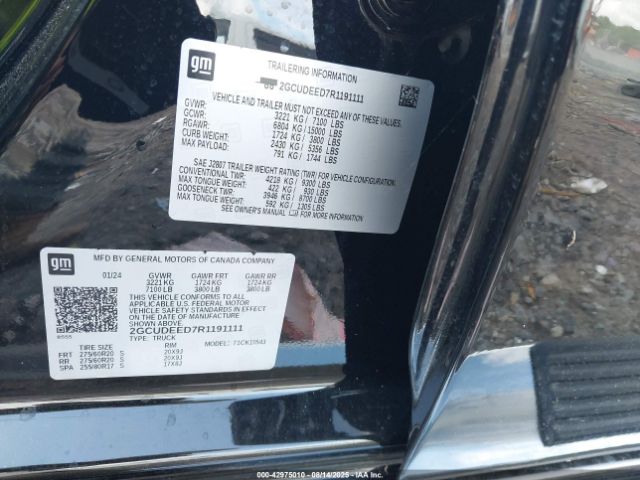 gm
TRAILERING INFORMATION
2GCUDEED7R1191111
VEHICLE AND TRAILER MUST NOT EXCEED ANY OF THESE VALUES.
GVWR: 3221 KG / 7100 LBS
GCWR: 6804 KG / 15000 LBS
RGAWR: 1724 KG / 3800 LBS
CURB WEIGHT: 2430 KG / 5356 LBS
MAX PAYLOAD: 791 KG / 1744 LBS
SAE J2807 TRAILER WEIGHT RATING (TWR) FOR VEHICLE CONFIGURATION.
CONVENTIONAL TWR: 4218 KG / 9300 LBS
MAX TONGUE WEIGHT: 422 KG / 930 LBS
GOOSENECK TWR: 3946 KG / 8700 LBS
MAX TONGUE WEIGHT: 592 KG / 1305 LBS
SEE OWNER'S MANUAL FOR MORE INFORMATION
gm
MFD BY GENERAL MOTORS OF CANADA COMPANY
01/24 GVWR GAWR FRT GAWR RR
3221 KG 1724 KG 1724 KG
7100 LB 3800 LB 3800 LB
THIS VEHICLE CONFORMS TO ALL
APPLICABLE U.S. FEDERAL MOTOR
VEHICLE SAFETY STANDARDS IN EFFECT
ON THE DATE OF MANUFACTURE
SHOWN ABOVE.
2GCUDEED7R1191111
TYPE: TRUCK MODEL:
TIRE SIZE RIM
FRT 275/60R20 S 20X9J
RR 275/60R20 S 20X9J
SPA 255/80R17 S 17X8J
000-42975010 - 08/14/2025 - IAA Inc.